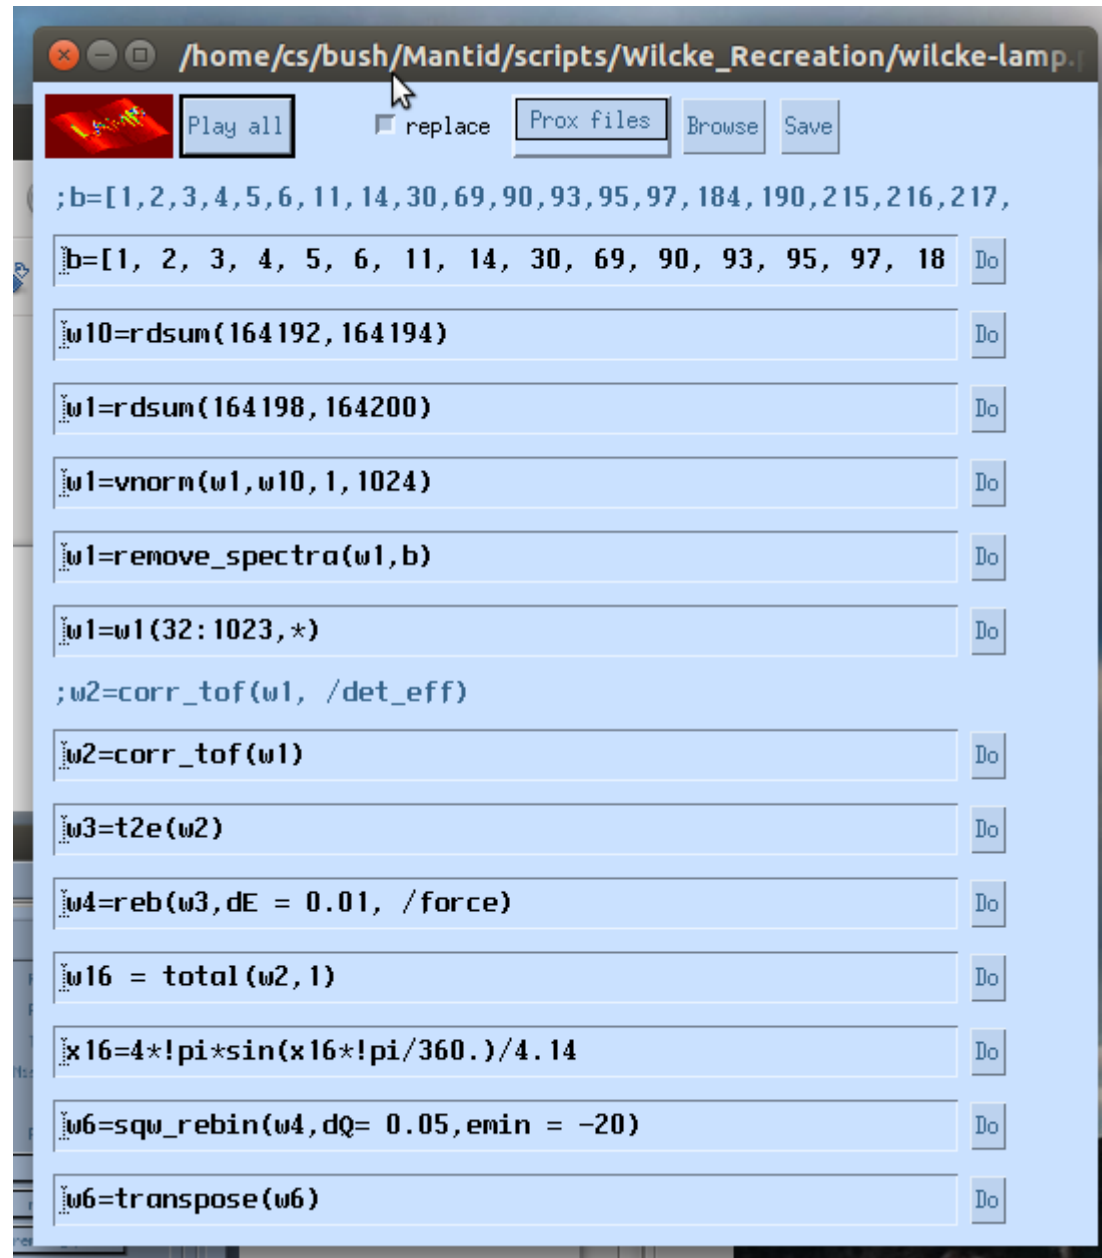 /home/cs/bush/Mantid/scripts/Wilcke_Recreation/wilcke-lamp.
Play all replace Prox files Browse Save
;b=[1,2,3,4,5,6,11,14,30,69,90,93,95,97,184,190,215,216,217,
b=[1, 2, 3, 4, 5, 6, 11, 14, 30, 69, 90, 93, 95, 97, 18 Do
w10=rdsum(164192,164194) Do
w1=rdsum(164198,164200) Do
w1=vnorm(w1,w10,1,1024) Do
w1=remove_spectra(w1,b) Do
w1=w1(32:1023,*) Do
;w2=corr_tof(w1, /det_eff)
w2=corr_tof(w1) Do
w3=t2e(w2) Do
w4=reb(w3,dE = 0.01, /force) Do
w16 = total(w2,1) Do
x16=4*!pi*sin(x16*!pi/360.)/4.14 Do
w6=squ_rebin(w4,dQ= 0.05,emin = -20) Do
w6=transpose(w6) Do